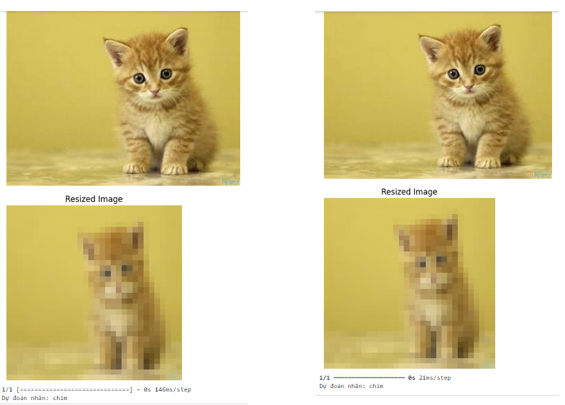 Resized Image
1/1 [==============================] - 0s 146ms/step
Dự đoán nhãn: chim
Resized Image
1/1 ━━━━━━━━━━━━━━━━━━━━ 0s 21ms/step
Dự đoán nhãn: chim